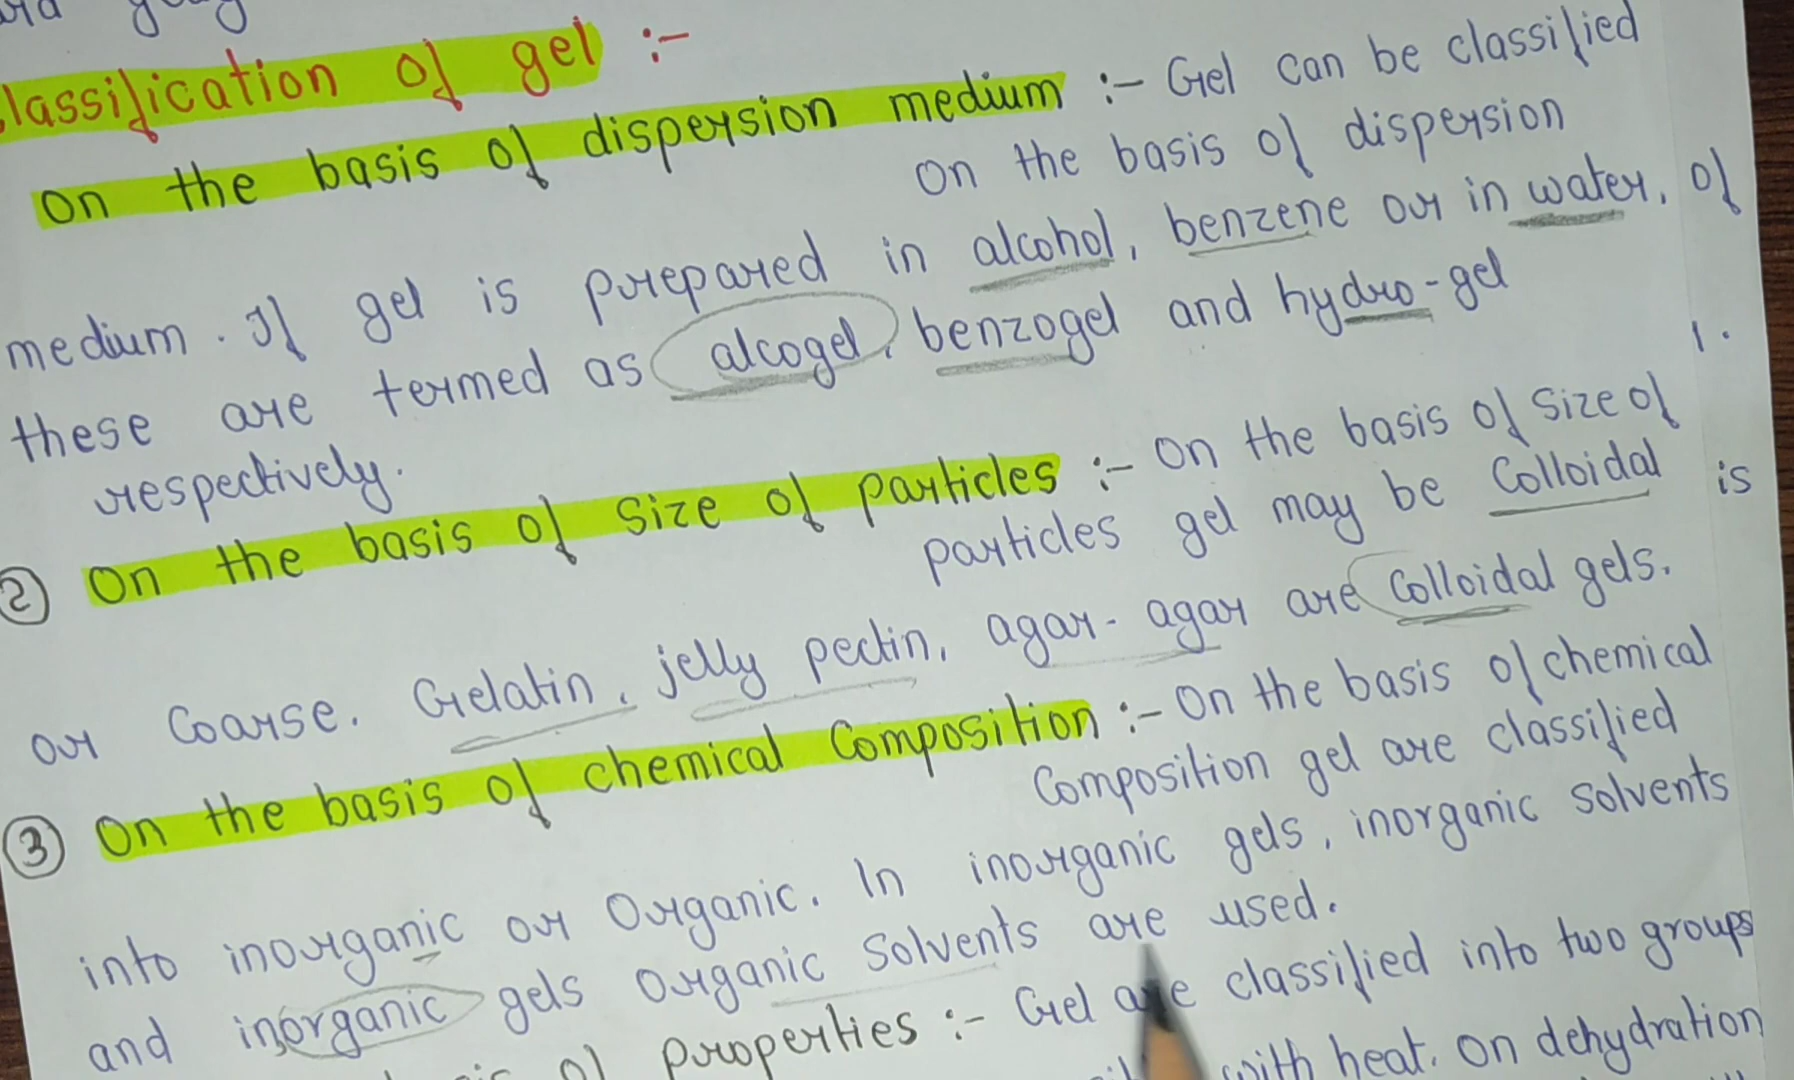 classification of gel :-
on the basis of dispersion medium :- Gel can be classified
on the basis of dispersion
medium. If gel is prepared in alcohol, benzene or in water, of
these are termed as alcogel, benzogel and hydro-gel
respectively.
1.
② On the basis of size of particles :- On the basis of size of
particles gel may be colloidal is
or coarse. Gelatin, jelly pectin, agar-agar are colloidal gels.
③ On the basis of chemical composition :- On the basis of chemical
composition gel are classified
into inorganic or organic. In inorganic gels, inorganic solvents
and inorganic gels organic solvents are used.
of properties :- Gel are classified into two groups
with heat. On dehydration